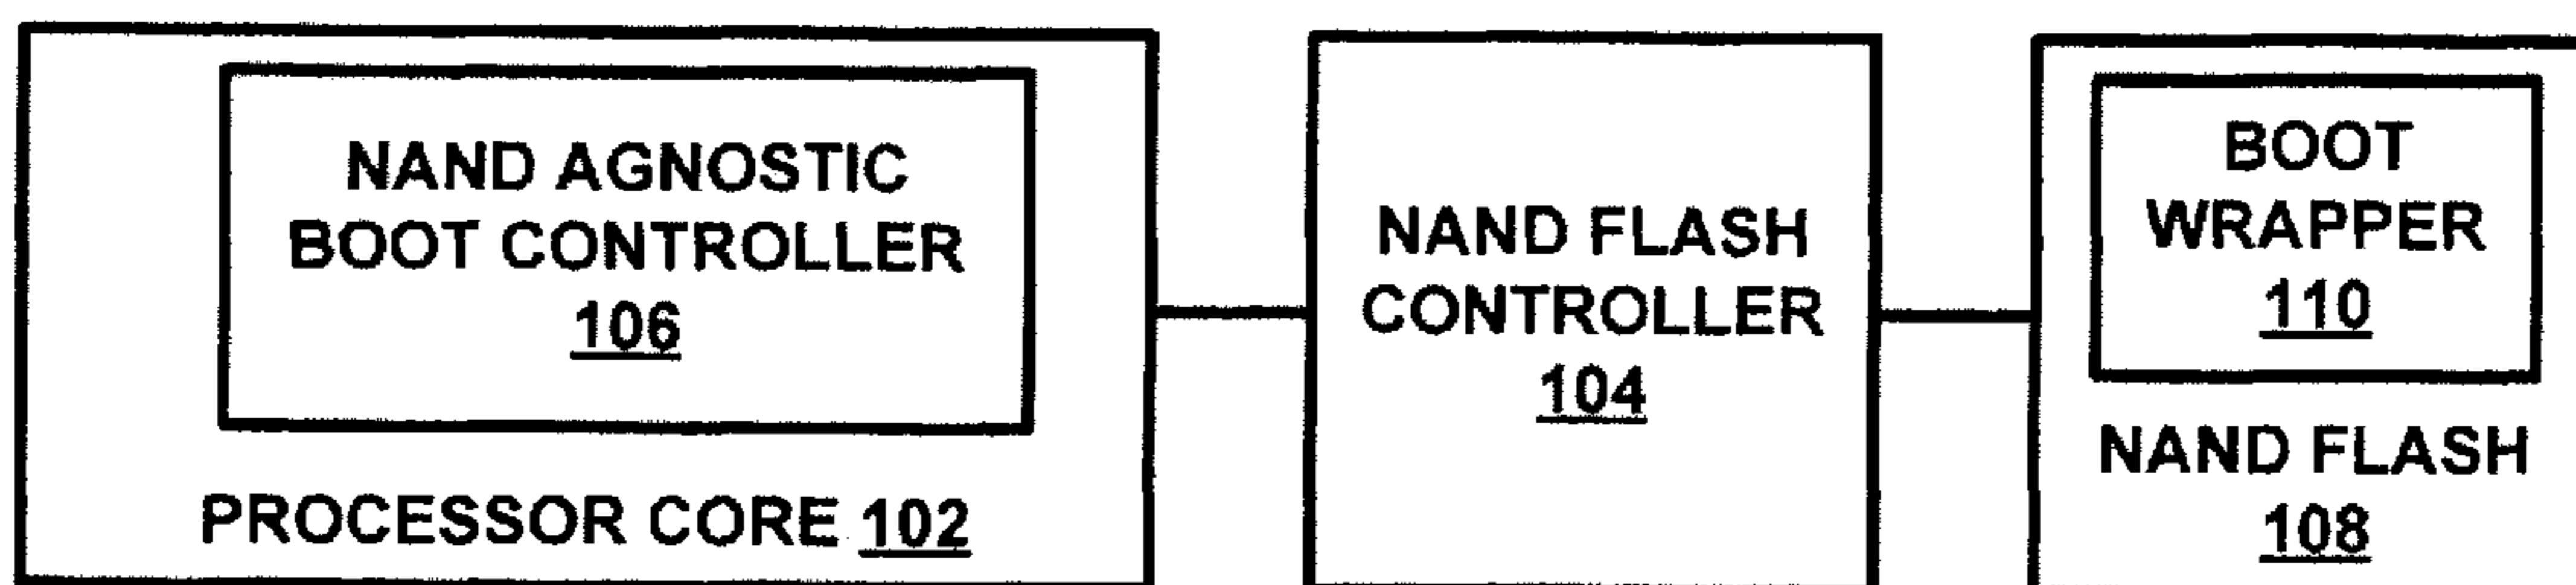 NAND AGNOSTIC
BOOT CONTROLLER
106
PROCESSOR CORE 102
NAND FLASH
CONTROLLER
104
BOOT
WRAPPER
110
NAND FLASH
108